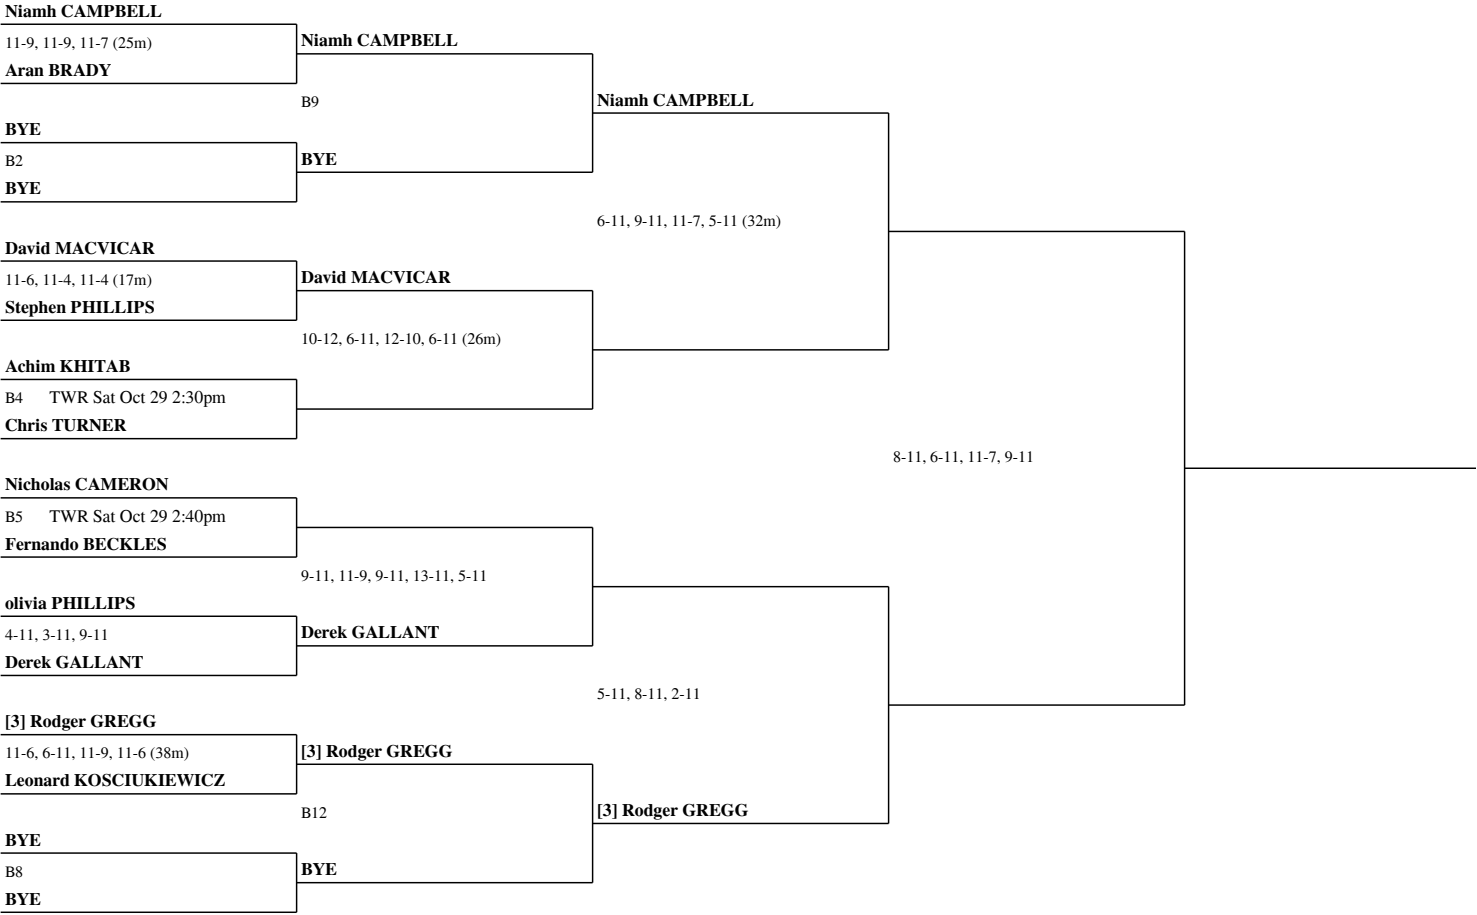 Niamh CAMPBELL
11-9, 11-9, 11-7 (25m)
Aran BRADY
BYE
B2
BYE
David MACVICAR
11-6, 11-4, 11-4 (17m)
Stephen PHILLIPS
Achim KHITAB
B4 TWR Sat Oct 29 2:30pm
Chris TURNER
Nicholas CAMERON
B5 TWR Sat Oct 29 2:40pm
Fernando BECKLES
olivia PHILLIPS
4-11, 3-11, 9-11
Derek GALLANT
[3] Rodger GREGG
11-6, 6-11, 11-9, 11-6 (38m)
Leonard KOSCIUKIEWICZ
BYE
B8
BYE
Niamh CAMPBELL
B9
BYE
David MACVICAR
10-12, 6-11, 12-10, 6-11 (26m)
9-11, 11-9, 9-11, 13-11, 5-11
Derek GALLANT
[3] Rodger GREGG
B12
BYE
Niamh CAMPBELL
6-11, 9-11, 11-7, 5-11 (32m)
5-11, 8-11, 2-11
[3] Rodger GREGG
8-11, 6-11, 11-7, 9-11